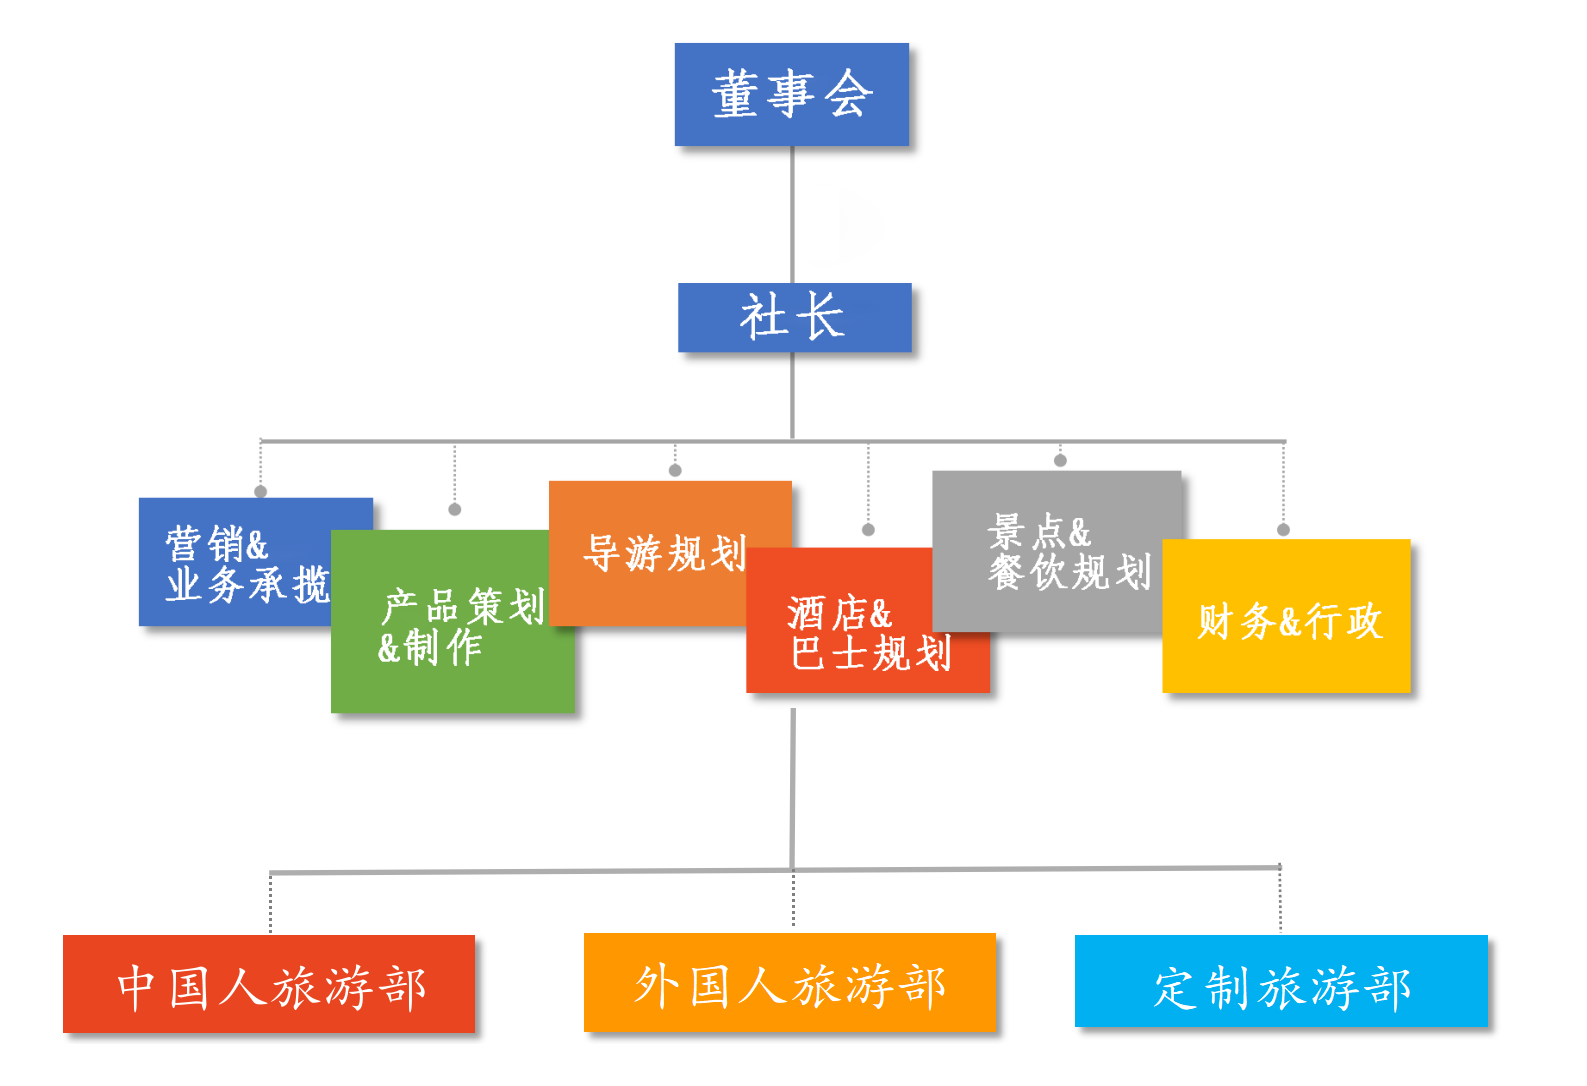 董事会
社长
营销&
业务承揽
产品策划
&制作
导游规划
酒店&
巴士规划
景点&
餐饮规划
财务&行政
中国人旅游部
外国人旅游部
定制旅游部